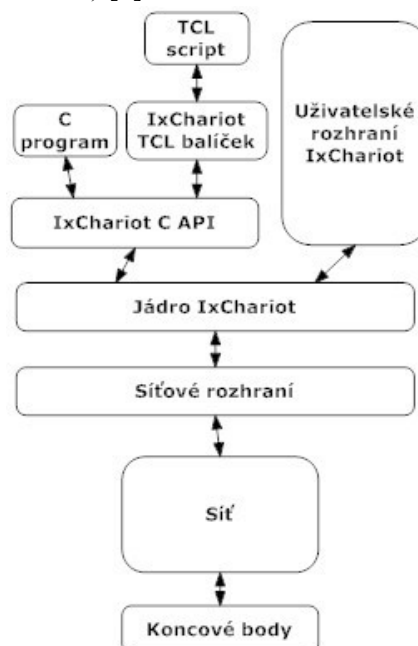 TCL
script
Uživatelské
rozhraní
IxChariot
C
program
IxChariot
TCL balíček
IxChariot C API
Jádro IxChariot
Síťové rozhraní
Síť
Koncové body